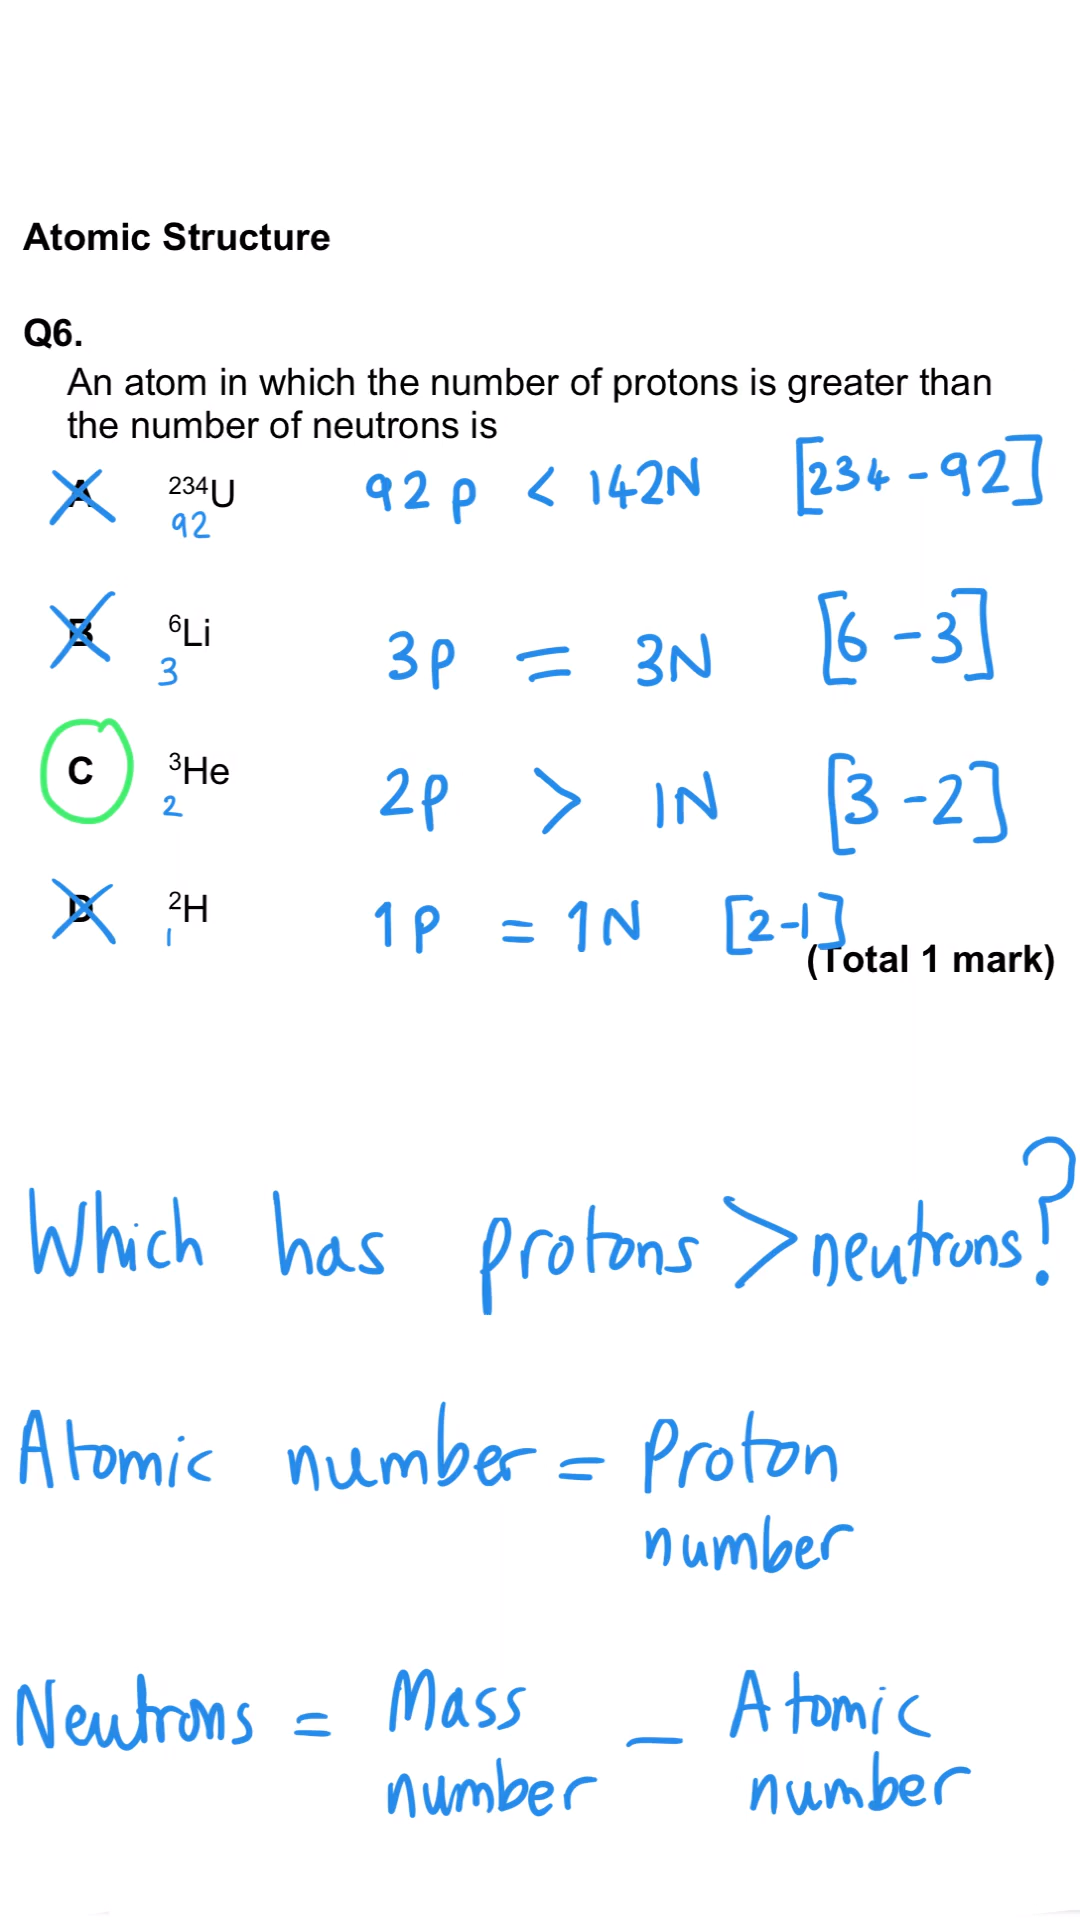 Atomic Structure
Q6.
An atom in which the number of protons is greater than
the number of neutrons is
A ²³⁴U 92p < 142N [234-92]
92
B ⁶Li 3p = 3N [6-3]
3
C ³He 2p > 1N [3-2]
2
D ²H 1p = 1N [2-1]
1
(Total 1 mark)
Which has protons > neutrons?
Atomic number = Proton
number
Neutrons = Mass - Atomic
number number